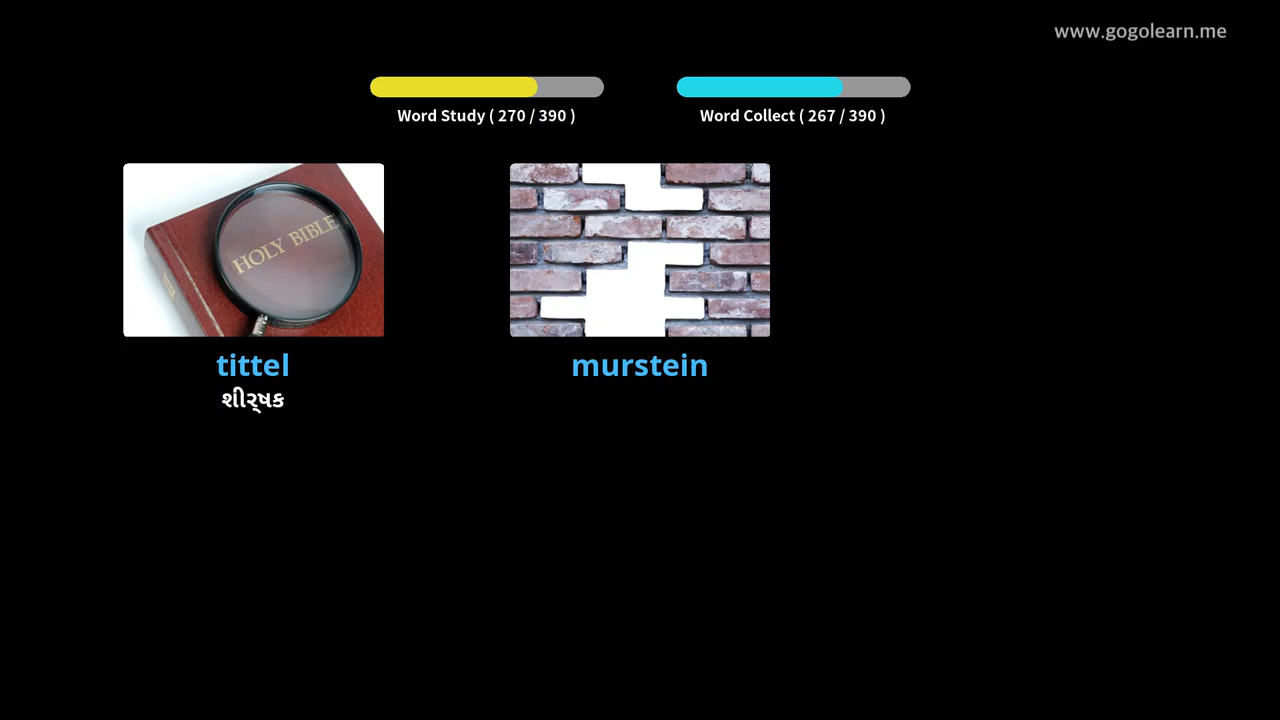 www.gogolearn.me
Word Study ( 270 / 390 )
Word Collect ( 267 / 390 )
HOLY BIBLE
tittel
murstein
શીર્ષક